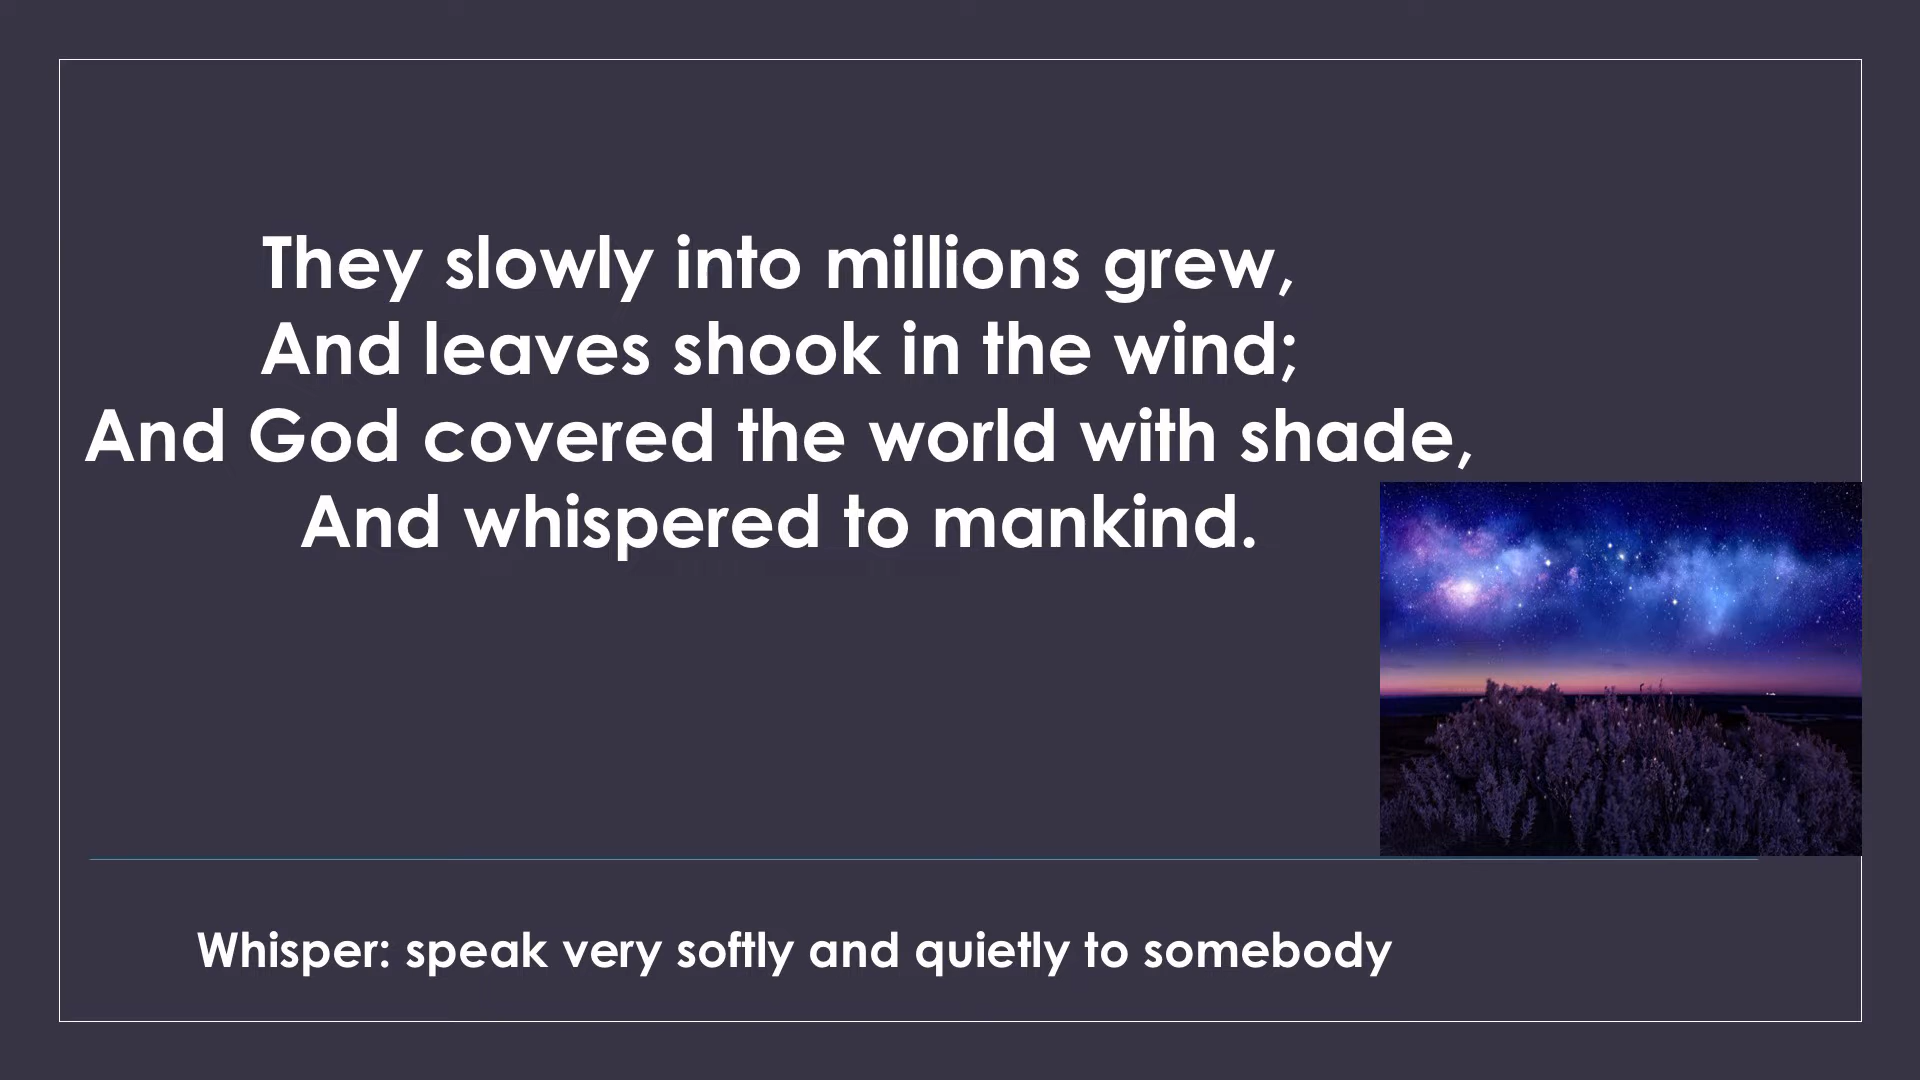 They slowly into millions grew,
And leaves shook in the wind;
And God covered the world with shade,
And whispered to mankind.
Whisper: speak very softly and quietly to somebody